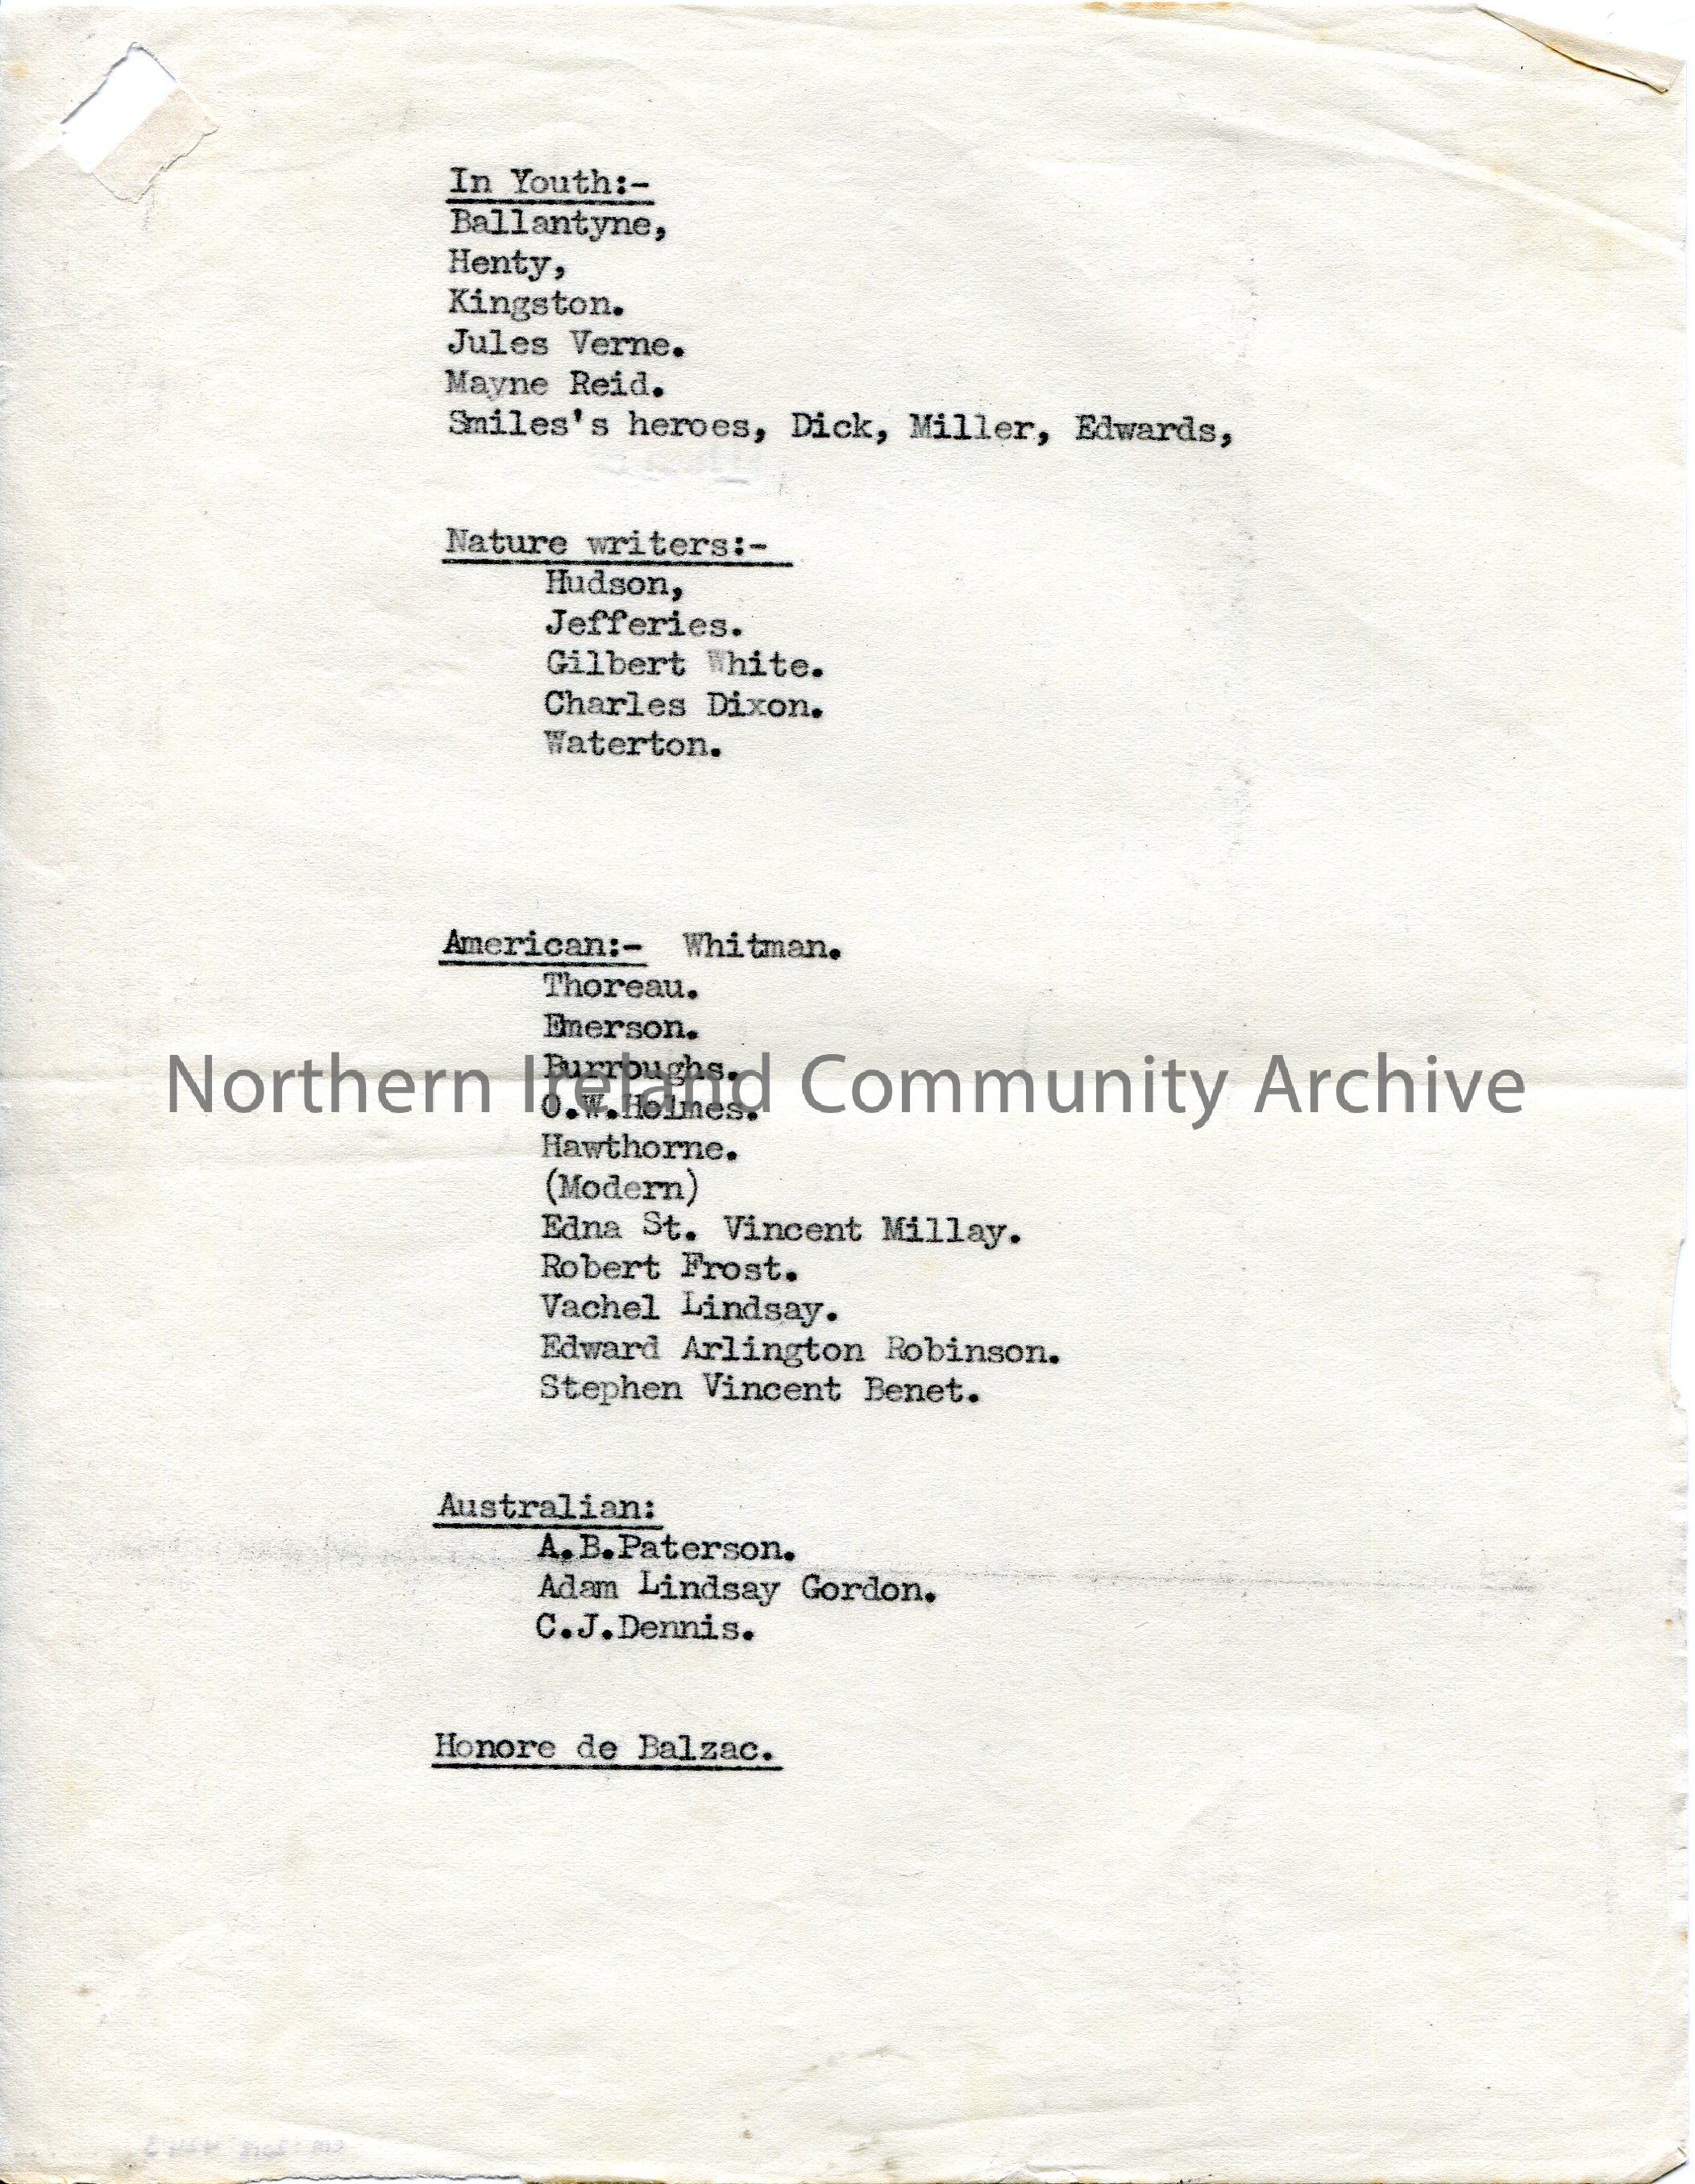 In Youth:-
Ballantyne,
Henty,
Kingston.
Jules Verne.
Mayne Reid.
Smiles's heroes, Dick, Miller, Edwards,
Nature writers:-
Hudson,
Jefferies.
Gilbert White.
Charles Dixon.
Waterton.
American:- Whitman.
Thoreau.
Emerson.
Burroughs.
Northern Ireland Community Archive
O.W.Holmes.
Hawthorne.
(Modern)
Edna St. Vincent Millay.
Robert Frost.
Vachel Lindsay.
Edward Arlington Robinson.
Stephen Vincent Benet.
Australian:
A.B.Paterson.
Adam Lindsay Gordon.
C.J.Dennis.
Honore de Balzac.